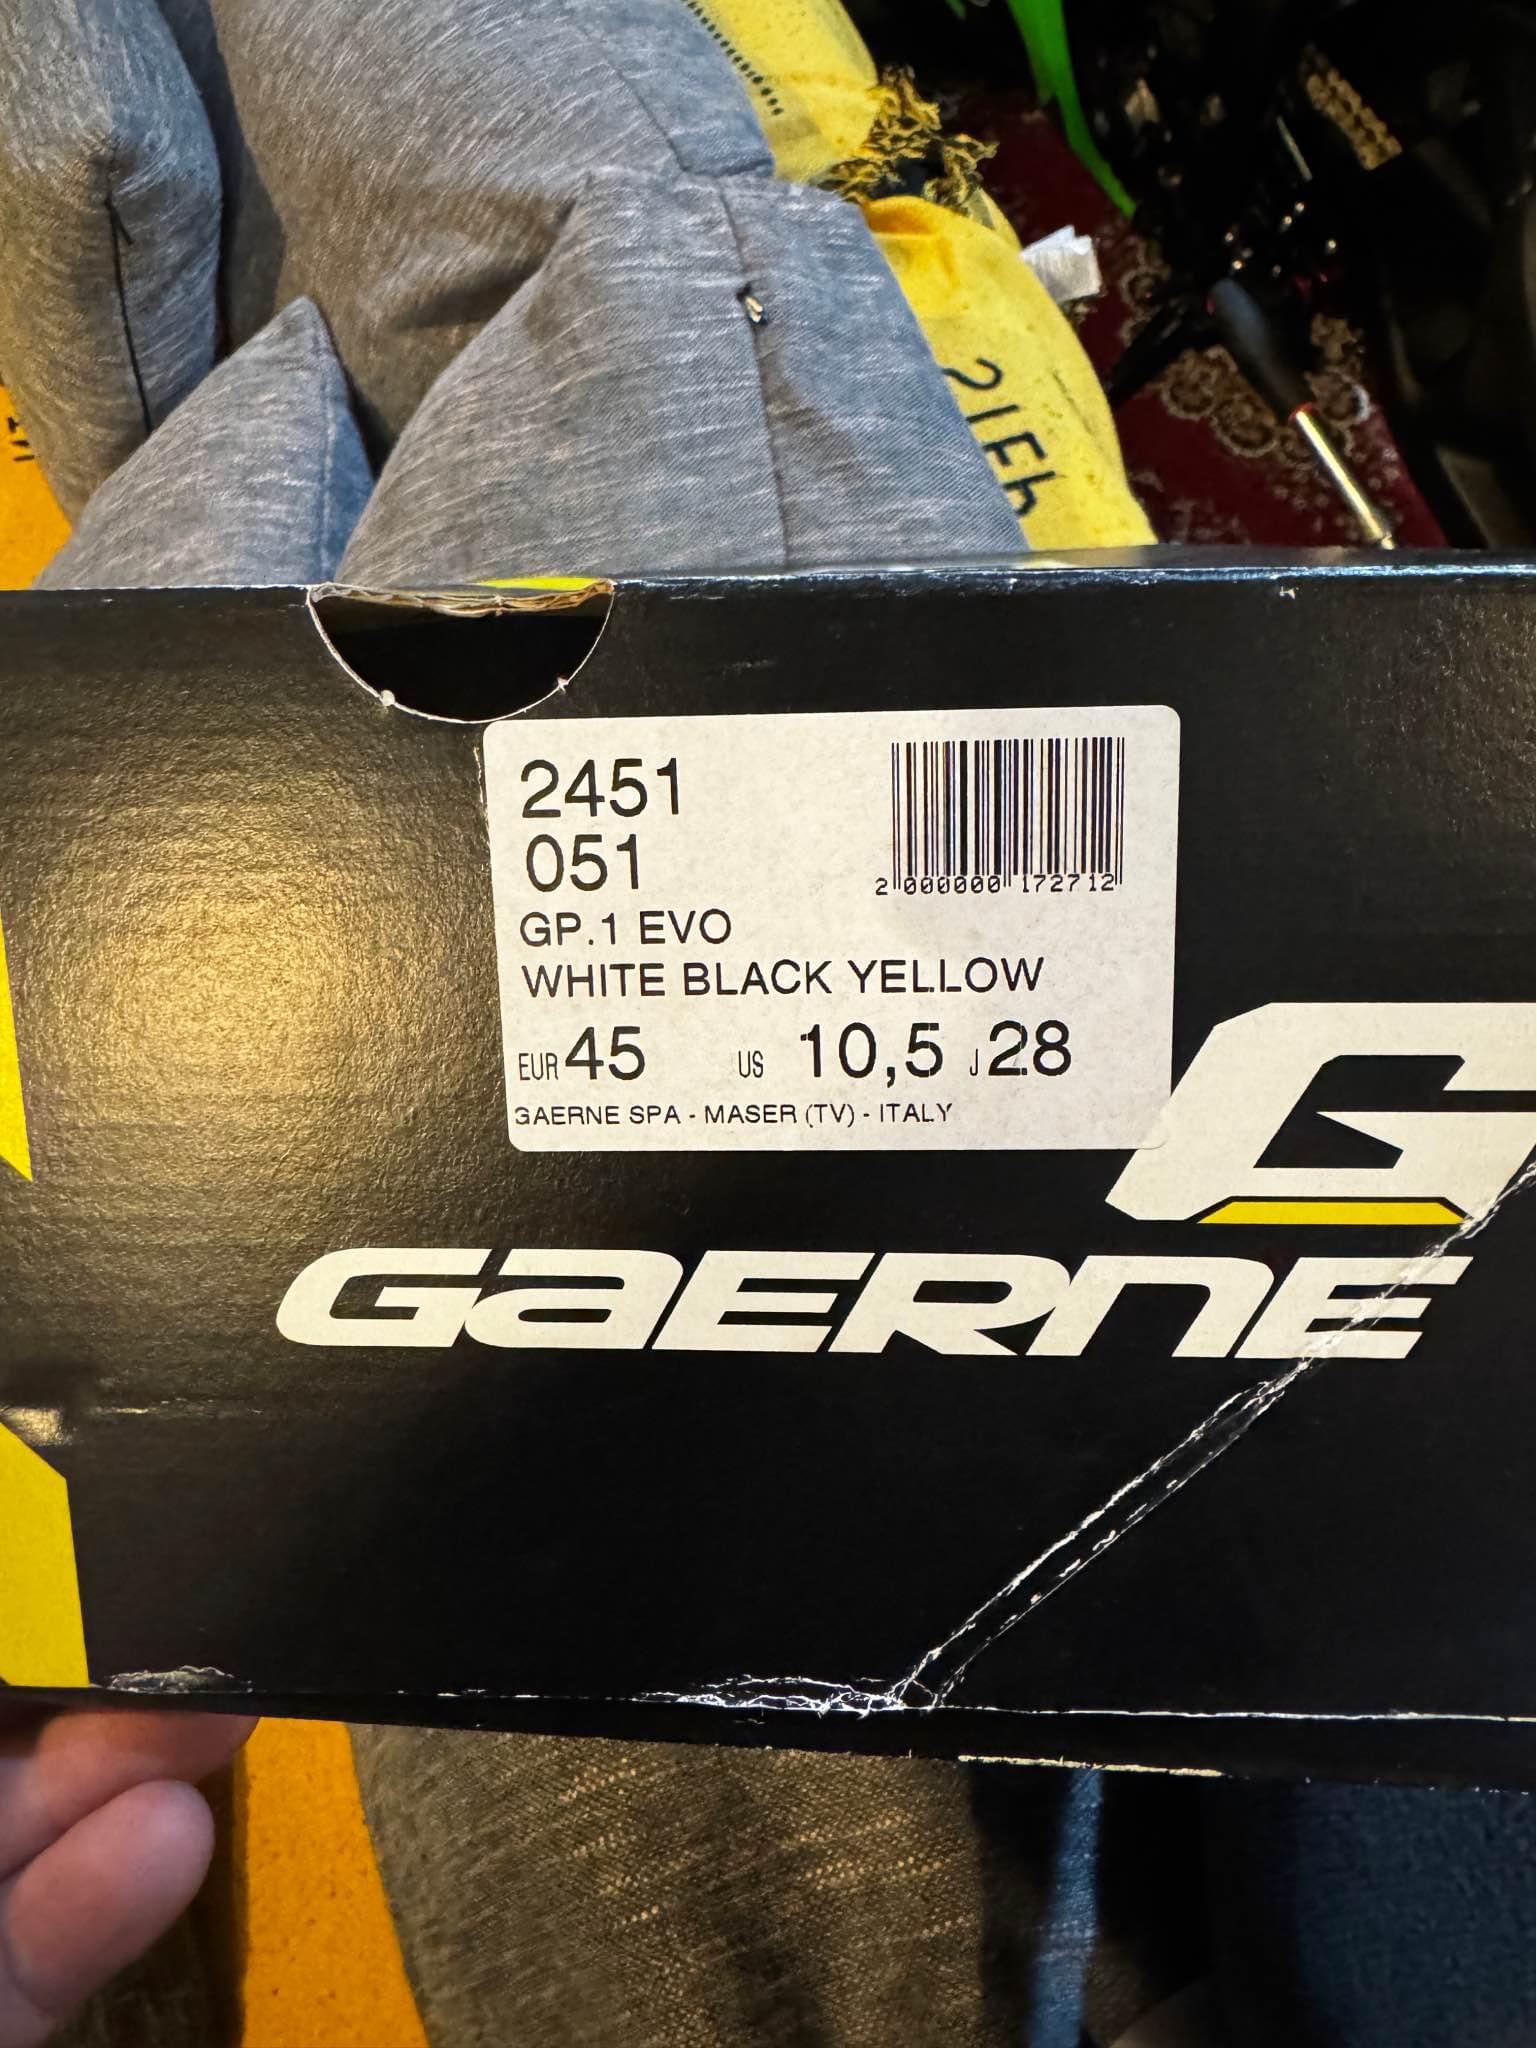 2451
051
2 000000 172712
GP.1 EVO
WHITE BLACK YELLOW
EUR 45 US 10,5 J 28
GAERNE SPA - MASER (TV) - ITALY
G
GAERNE